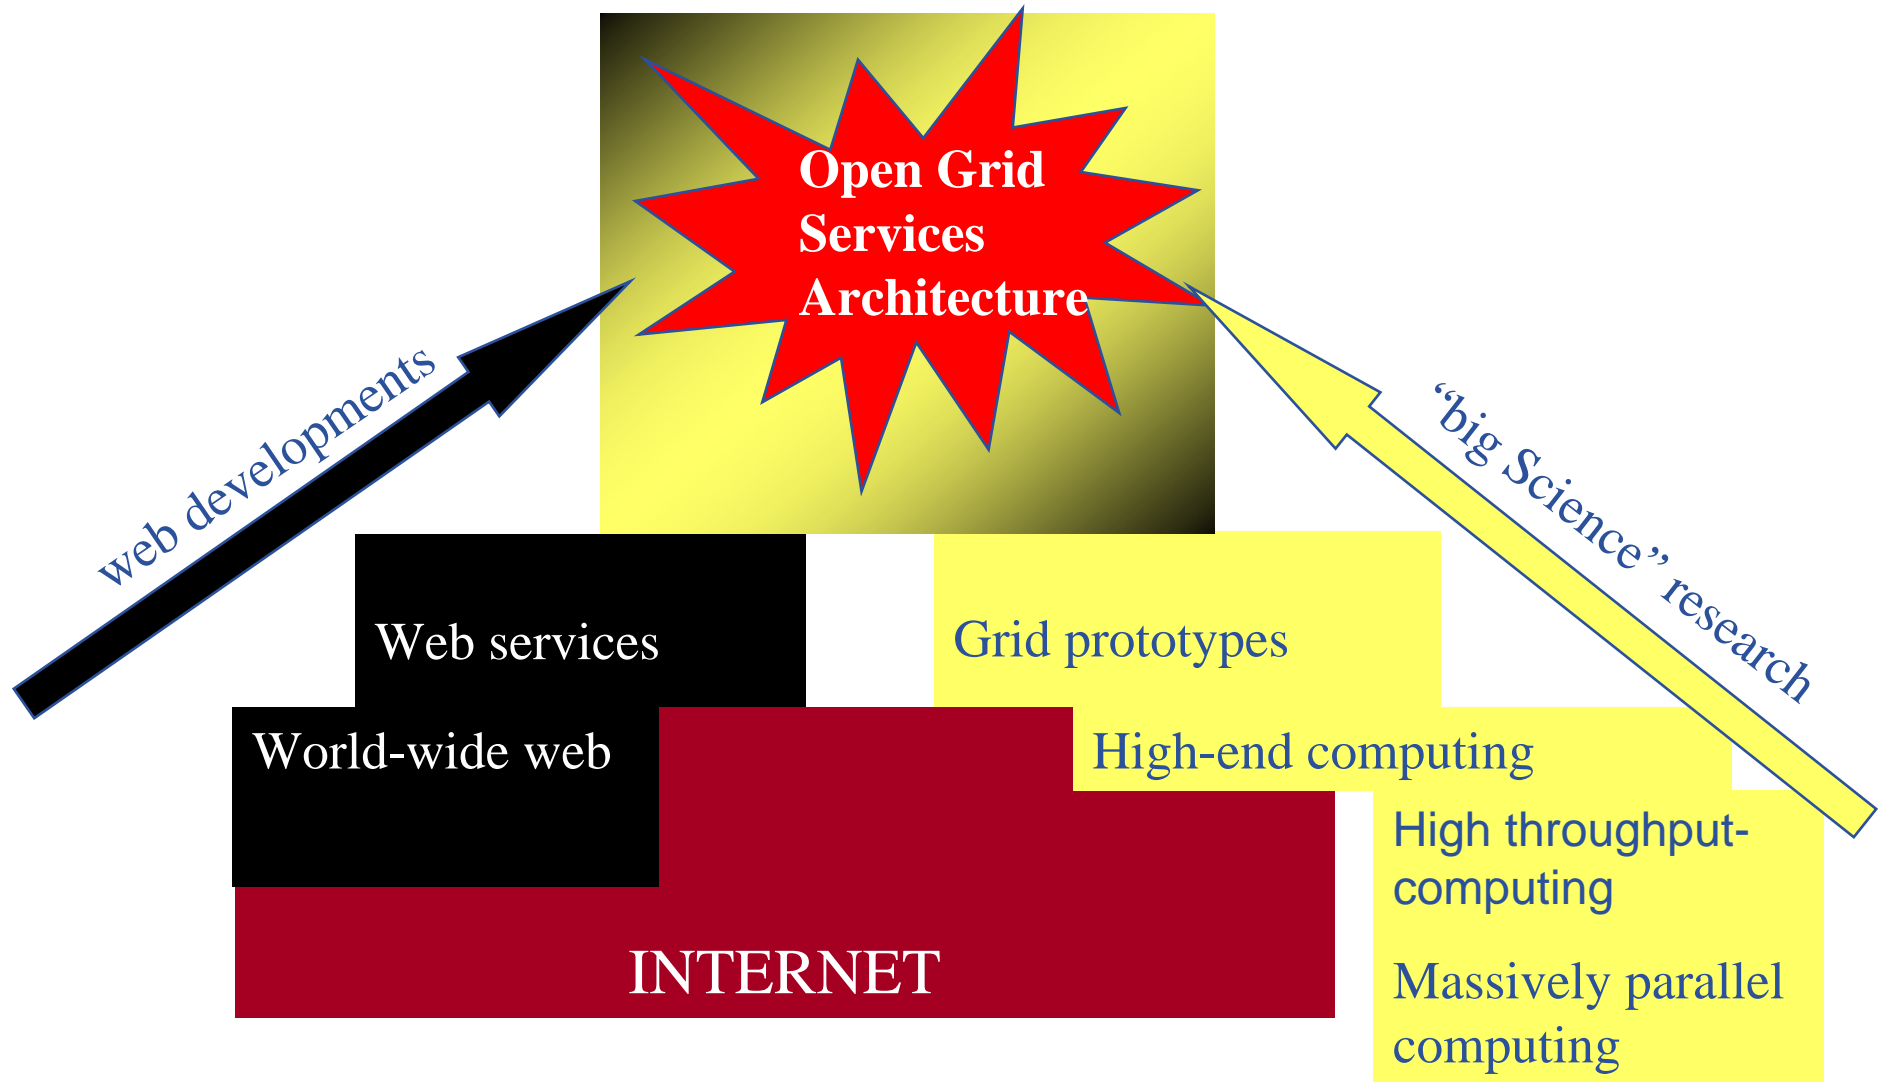 Open Grid
Services
Architecture
web developments
“big Science” research
Web services
Grid prototypes
World-wide web
High-end computing
High throughput-
computing
INTERNET
Massively parallel
computing